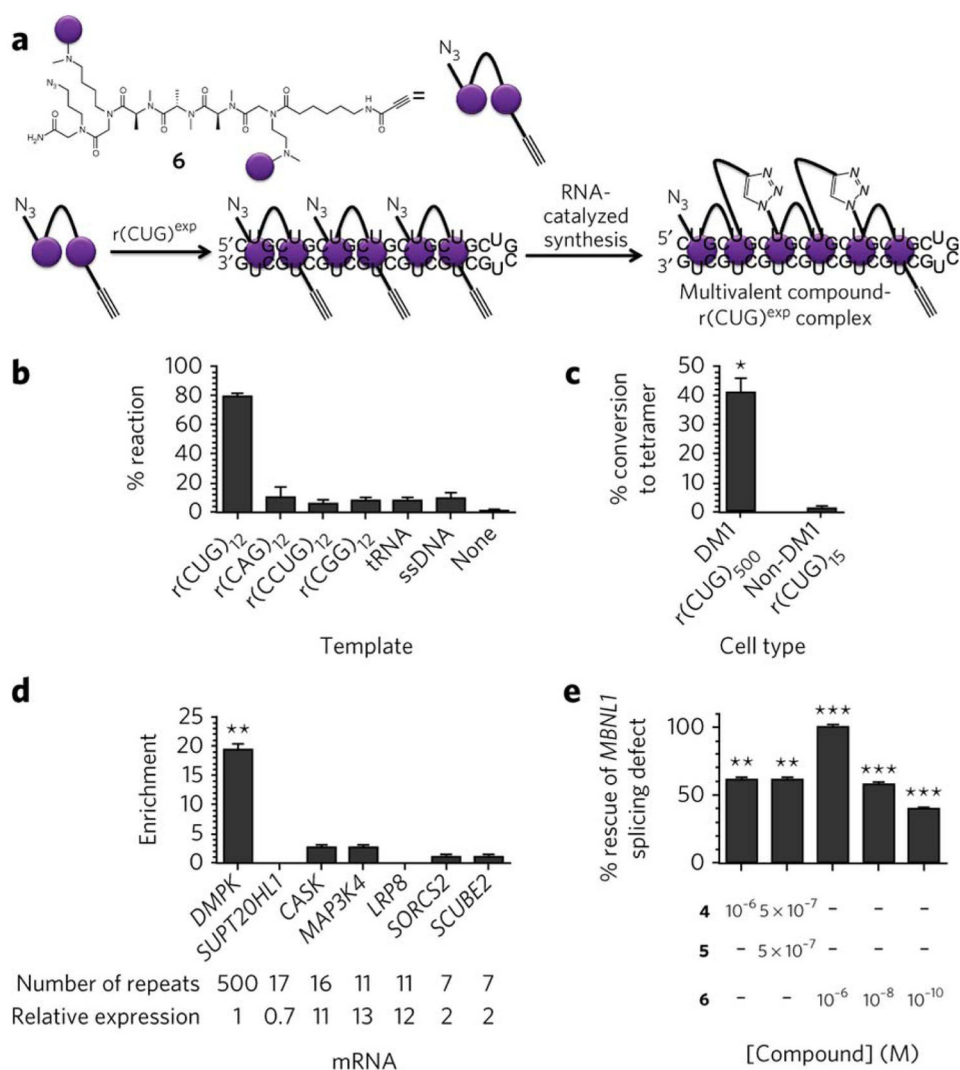 a
N
N₃
N
H₂N
O
O
N
O
N
O
N
O
N
O
N
O
N
O
N
H
O
6
=
N₃
N₃
r(CUG)exp
N₃ N₃ N₃
5′ CUGCUGCUGCUGCUGCUGCUG
3′ GUCGUCGUCGUCGUCGUC
RNA-
catalyzed
synthesis
N₃
N
N
N
N
N
N
5′ CUGCUGCUGCUGCUGCUGCUG
3′ GUCGUCGUCGUCGUCGUC
Multivalent compound-
r(CUG)exp complex
b
% reaction
100
80
60
40
20
0
r(CUG)₁₂
r(CAG)₁₂
r(CCUG)₁₂
r(CGG)₁₂
tRNA
ssDNA
None
Template
c
% conversion
to tetramer
50
40
30
20
10
0
*
DM1
r(CUG)₅₀₀
Non-DM1
r(CUG)₁₅
Cell type
d
Enrichment
25
20
15
10
5
0
**
DMPK
SUPT20HL1
CASK
MAP3K4
LRP8
SORCS2
SCUBE2
Number of repeats 500 17 16 11 11 7 7
Relative expression 1 0.7 11 13 12 2 2
mRNA
e
% rescue of MBNL1
splicing defect
100
50
0
** ** *** *** ***
4 10⁻⁶ 5 × 10⁻⁷ – – –
5 – 5 × 10⁻⁷ – – –
6 – – 10⁻⁶ 10⁻⁸ 10⁻¹⁰
[Compound] (M)